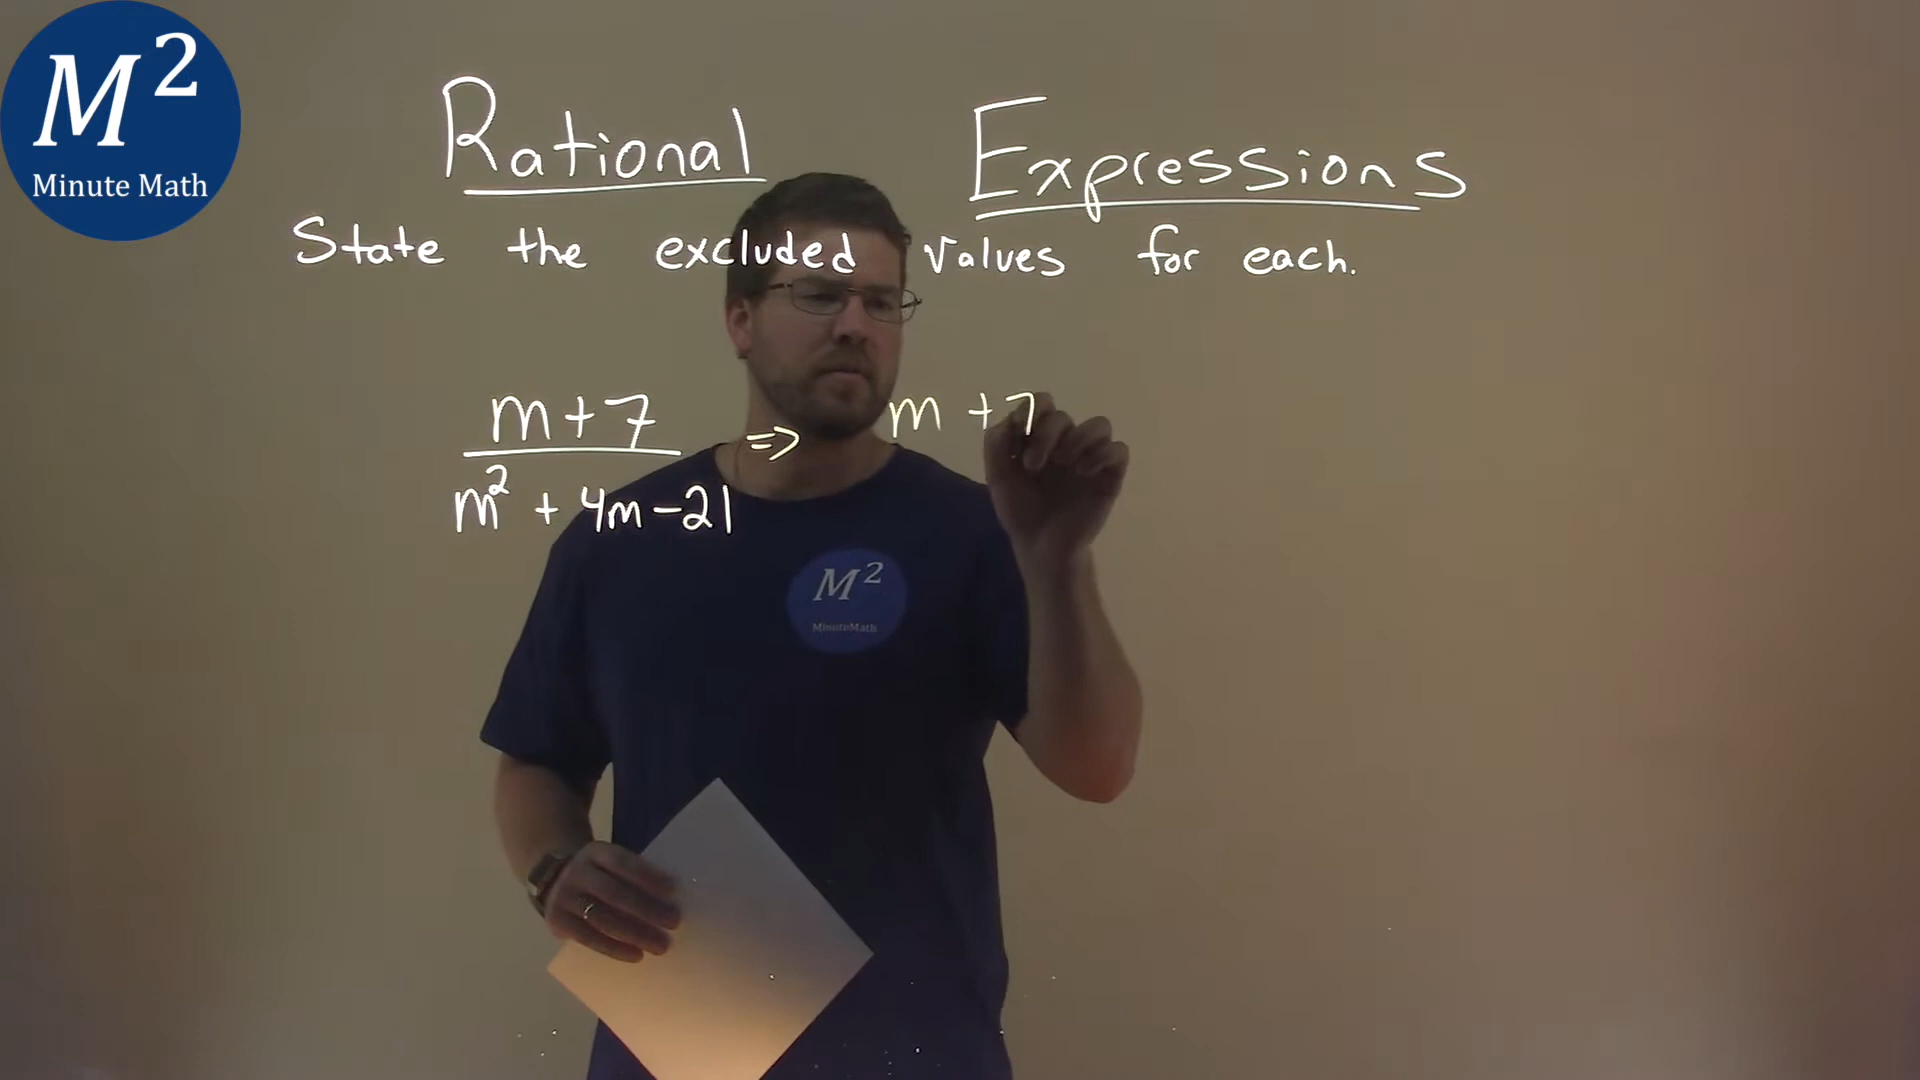 M²
Minute Math
Rational Expressions
State the excluded values for each.
m+7 => m +7
m² + 4m-21
M²
MinuteMath